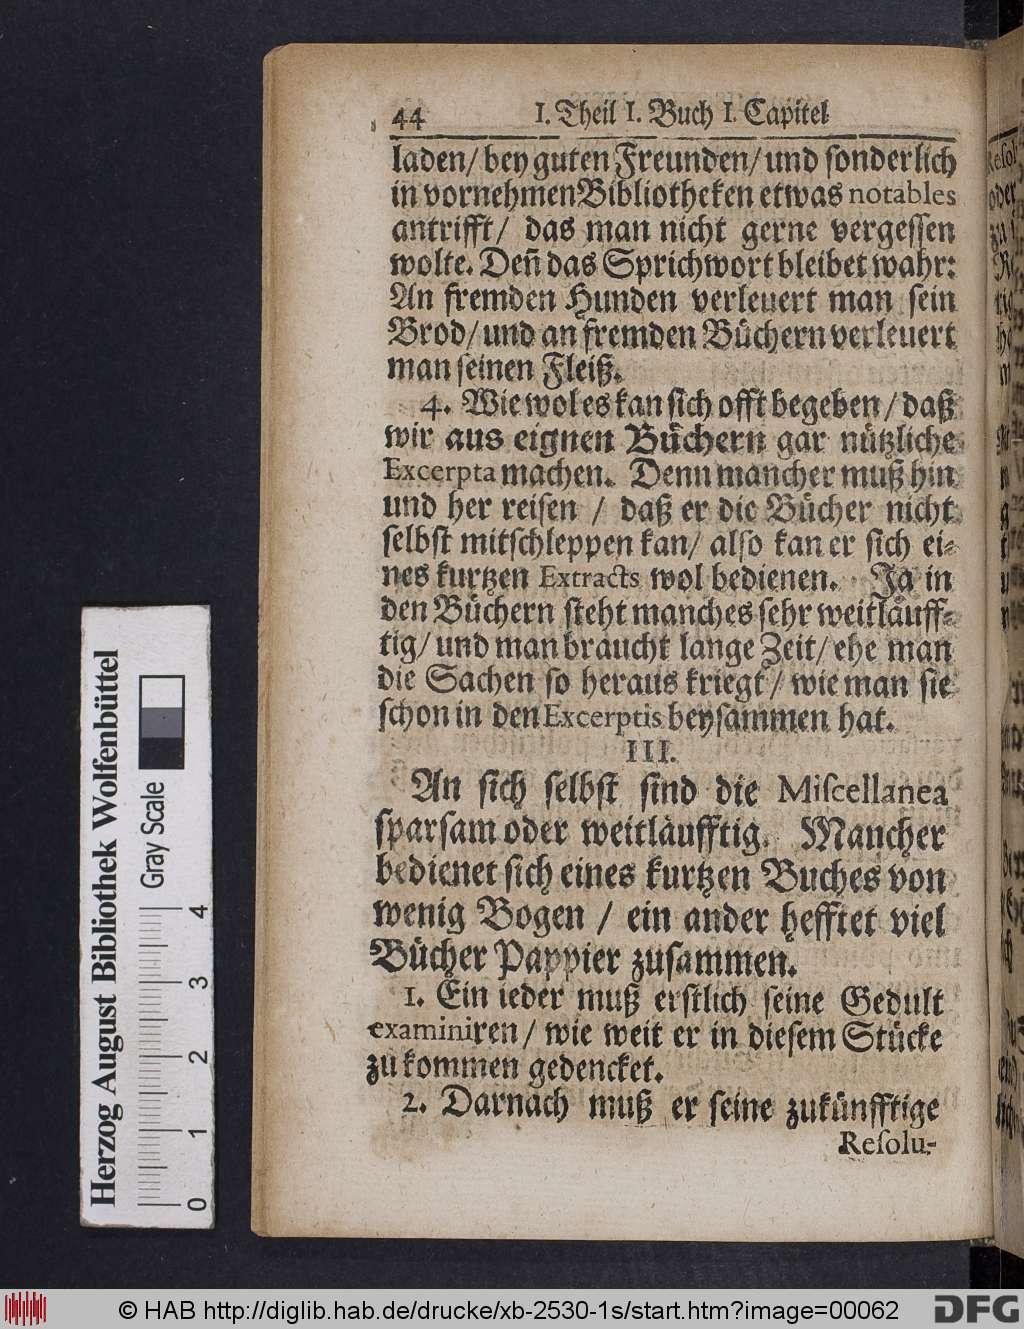 44 I. Theil I. Buch I. Capitel
laden/ bey guten Freunden/ und sonderlich
in vornehmen Bibliotheken etwas notables
antrifft/ das man nicht gerne vergessen
wolte. Deñ das Sprichwort bleibet wahr:
An fremden Hunden verleuert man sein
Brod/ und an fremden Büchern verleuert
man seinen Fleiß.
4. Wiewol es kan sich offt begeben/ daß
wir aus eignen Büchern gar nützliche
Excerpta machen. Denn mancher muß hin
und her reisen / daß er die Bücher nicht
selbst mitschleppen kan/ also kan er sich ei⸗
nes kurtzen Extracts wol bedienen. Ja in
den Büchern steht manches sehr weitläuff⸗
tig/ und man braucht lange Zeit/ ehe man
die Sachen so heraus kriegt/ wie man sie
schon in den Excerptis beysammen hat.
III.
An sich selbst sind die Miſcellanea
sparsam oder weitläufftig. Mancher
bedienet sich eines kurtzen Buches von
wenig Bogen / ein ander hefftet viel
Bücher Pappier zusammen.
1. Ein ieder muß erstlich seine Gedult
examiniren/ wie weit er in diesem Stücke
zu kommen gedencket.
2. Darnach muß er seine zukünfftige
Reſolu-
Herzog August Bibliothek Wolfenbüttel
Gray Scale
0 1 2 3 4
© HAB http://diglib.hab.de/drucke/xb-2530-1s/start.htm?image=00062
DFG